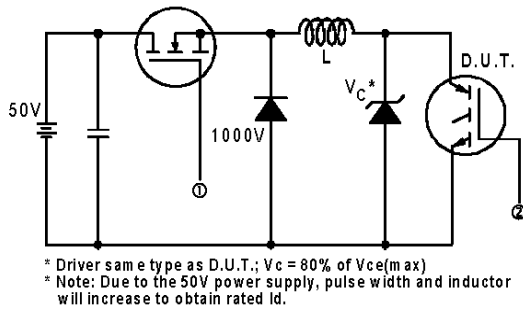 50V
1000V
L
Vc*
D.U.T.
①
②
* Driver same type as D.U.T.; Vc = 80% of Vce(max)
* Note: Due to the 50V power supply, pulse width and inductor
will increase to obtain rated Id.